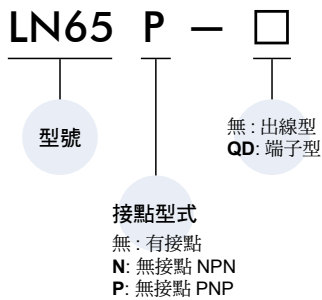 LN65 P － □
型號
無 : 出線型
QD: 端子型
接點型式
無 : 有接點
N: 無接點 NPN
P: 無接點 PNP